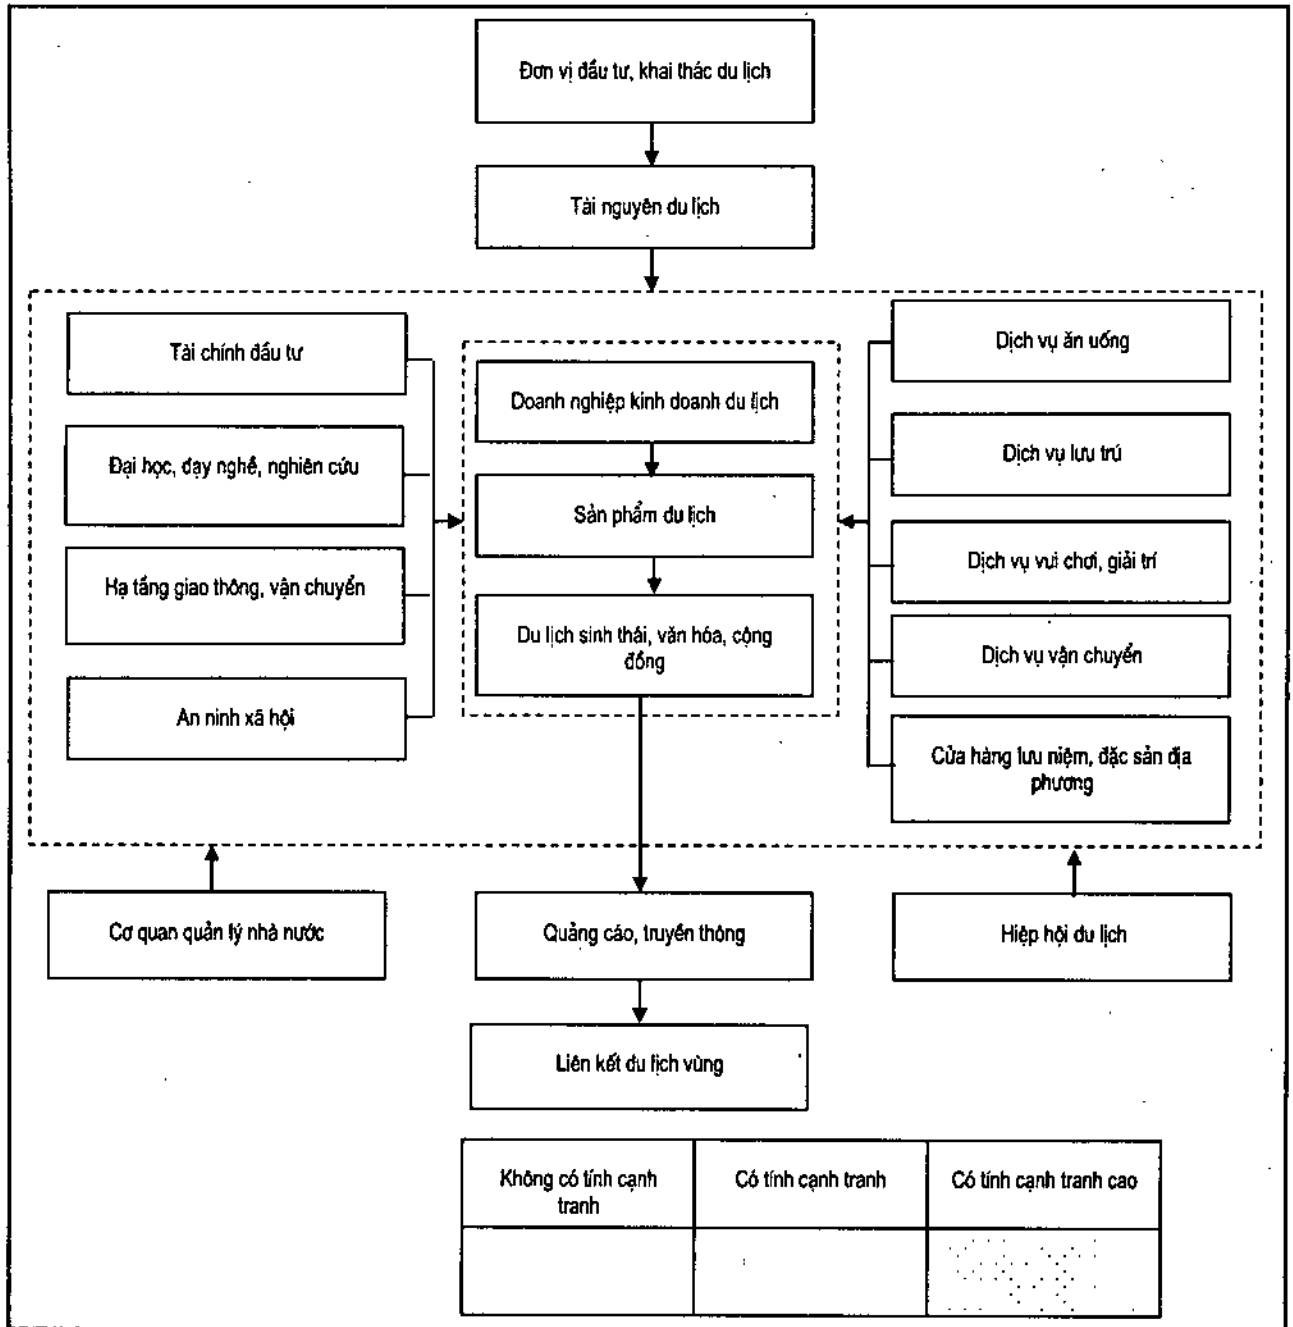 Đơn vị đầu tư, khai thác du lịch
Tài nguyên du lịch
Tài chính đầu tư
Đại học, dạy nghề, nghiên cứu
Hạ tầng giao thông, vận chuyển
An ninh xã hội
Doanh nghiệp kinh doanh du lịch
Sản phẩm du lịch
Du lịch sinh thái, văn hóa, cộng
đồng
Dịch vụ ăn uống
Dịch vụ lưu trú
Dịch vụ vui chơi, giải trí
Dịch vụ vận chuyển
Cửa hàng lưu niệm, đặc sản địa
phương
Cơ quan quản lý nhà nước
Quảng cáo, truyền thông
Hiệp hội du lịch
Liên kết du lịch vùng
Không có tính cạnh
tranh
Có tính cạnh tranh
Có tính cạnh tranh cao